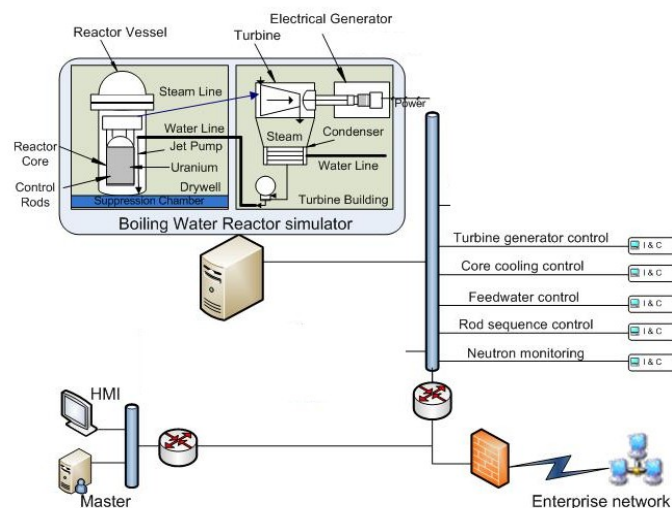 Electrical Generator
Reactor Vessel
Turbine
Steam Line
Power
Water Line
Steam
Condenser
Jet Pump
Reactor
Core
Uranium
Water Line
Control
Rods
Drywell
Suppression Chamber
Turbine Building
Boiling Water Reactor simulator
Turbine generator control
I & C
Core cooling control
I & C
Feedwater control
I & C
Rod sequence control
I & C
Neutron monitoring
I & C
HMI
Master
Enterprise network